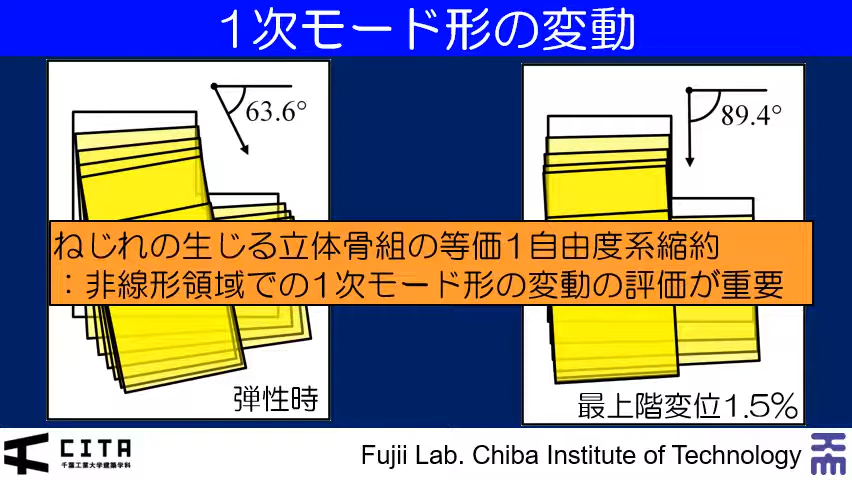 1次モード形の変動
63.6°
89.4°
ねじれの生じる立体骨組の等価1自由度系縮約
：非線形領域での1次モード形の変動の評価が重要
弾性時
最上階変位1.5%
CITA
千葉工業大学建築学科
Fujii Lab. Chiba Institute of Technology